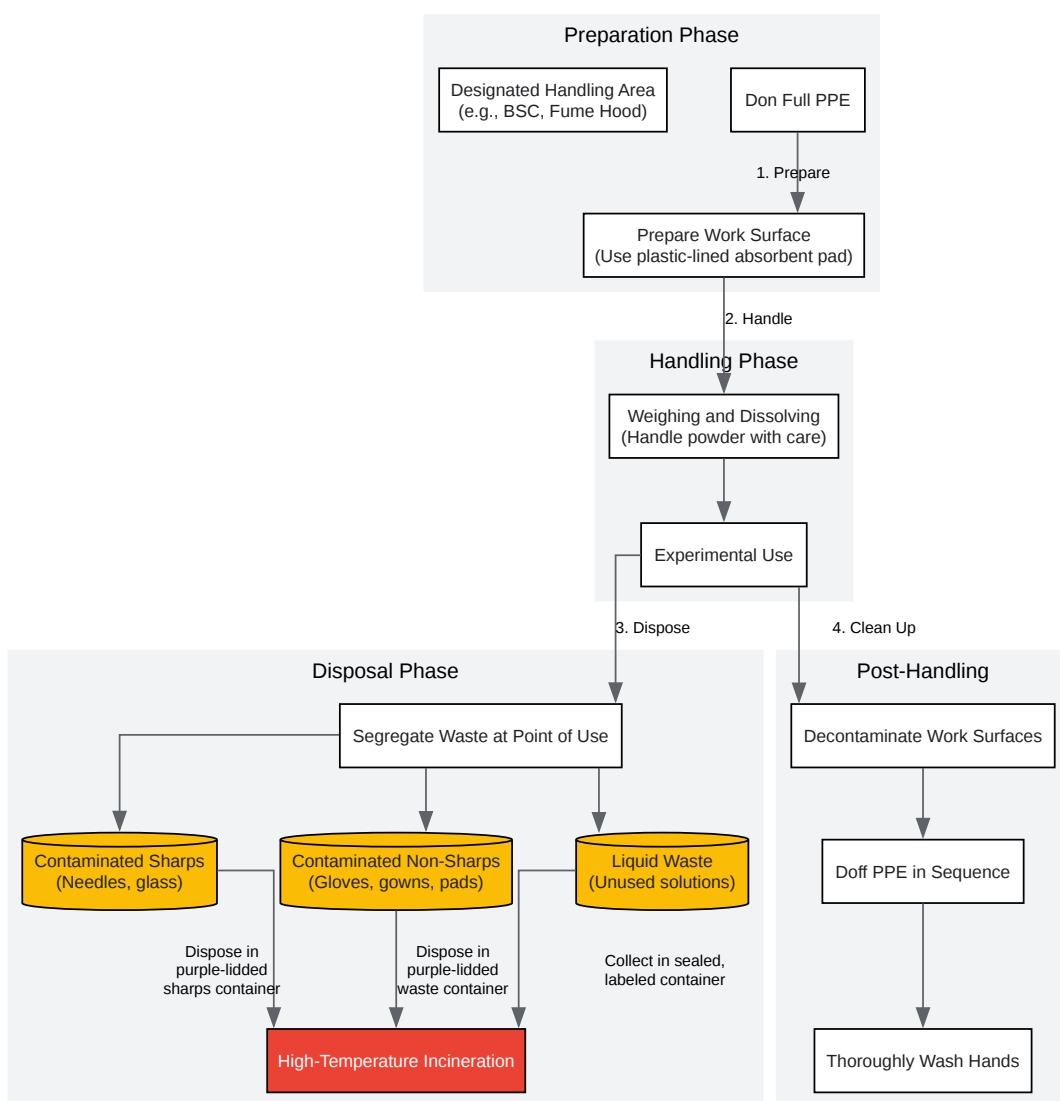 Preparation Phase
Designated Handling Area
(e.g., BSC, Fume Hood)
Don Full PPE
1. Prepare
Prepare Work Surface
(Use plastic-lined absorbent pad)
2. Handle
Handling Phase
Weighing and Dissolving
(Handle powder with care)
Experimental Use
3. Dispose
4. Clean Up
Disposal Phase
Segregate Waste at Point of Use
Contaminated Sharps
(Needles, glass)
Contaminated Non-Sharps
(Gloves, gowns, pads)
Liquid Waste
(Unused solutions)
Dispose in
purple-lidded
sharps container
Dispose in
purple-lidded
waste container
Collect in sealed,
labeled container
High-Temperature Incineration
Post-Handling
Decontaminate Work Surfaces
Doff PPE in Sequence
Thoroughly Wash Hands